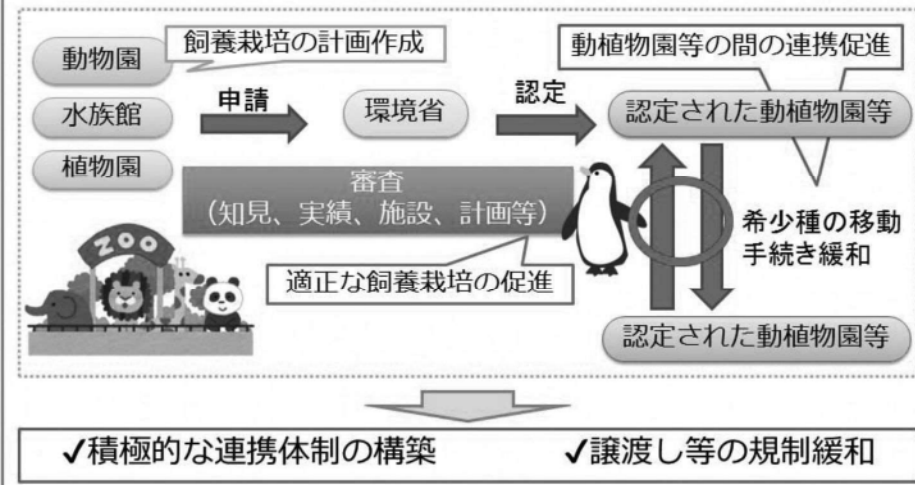 飼養栽培の計画作成
動植物園等の間の連携促進
動物園
水族館
植物園
申請
環境省
認定
認定された動植物園等
審査
（知見、実績、施設、計画等）
適正な飼養栽培の促進
希少種の移動
手続き緩和
認定された動植物園等
ZOO
✓積極的な連携体制の構築
✓譲渡し等の規制緩和